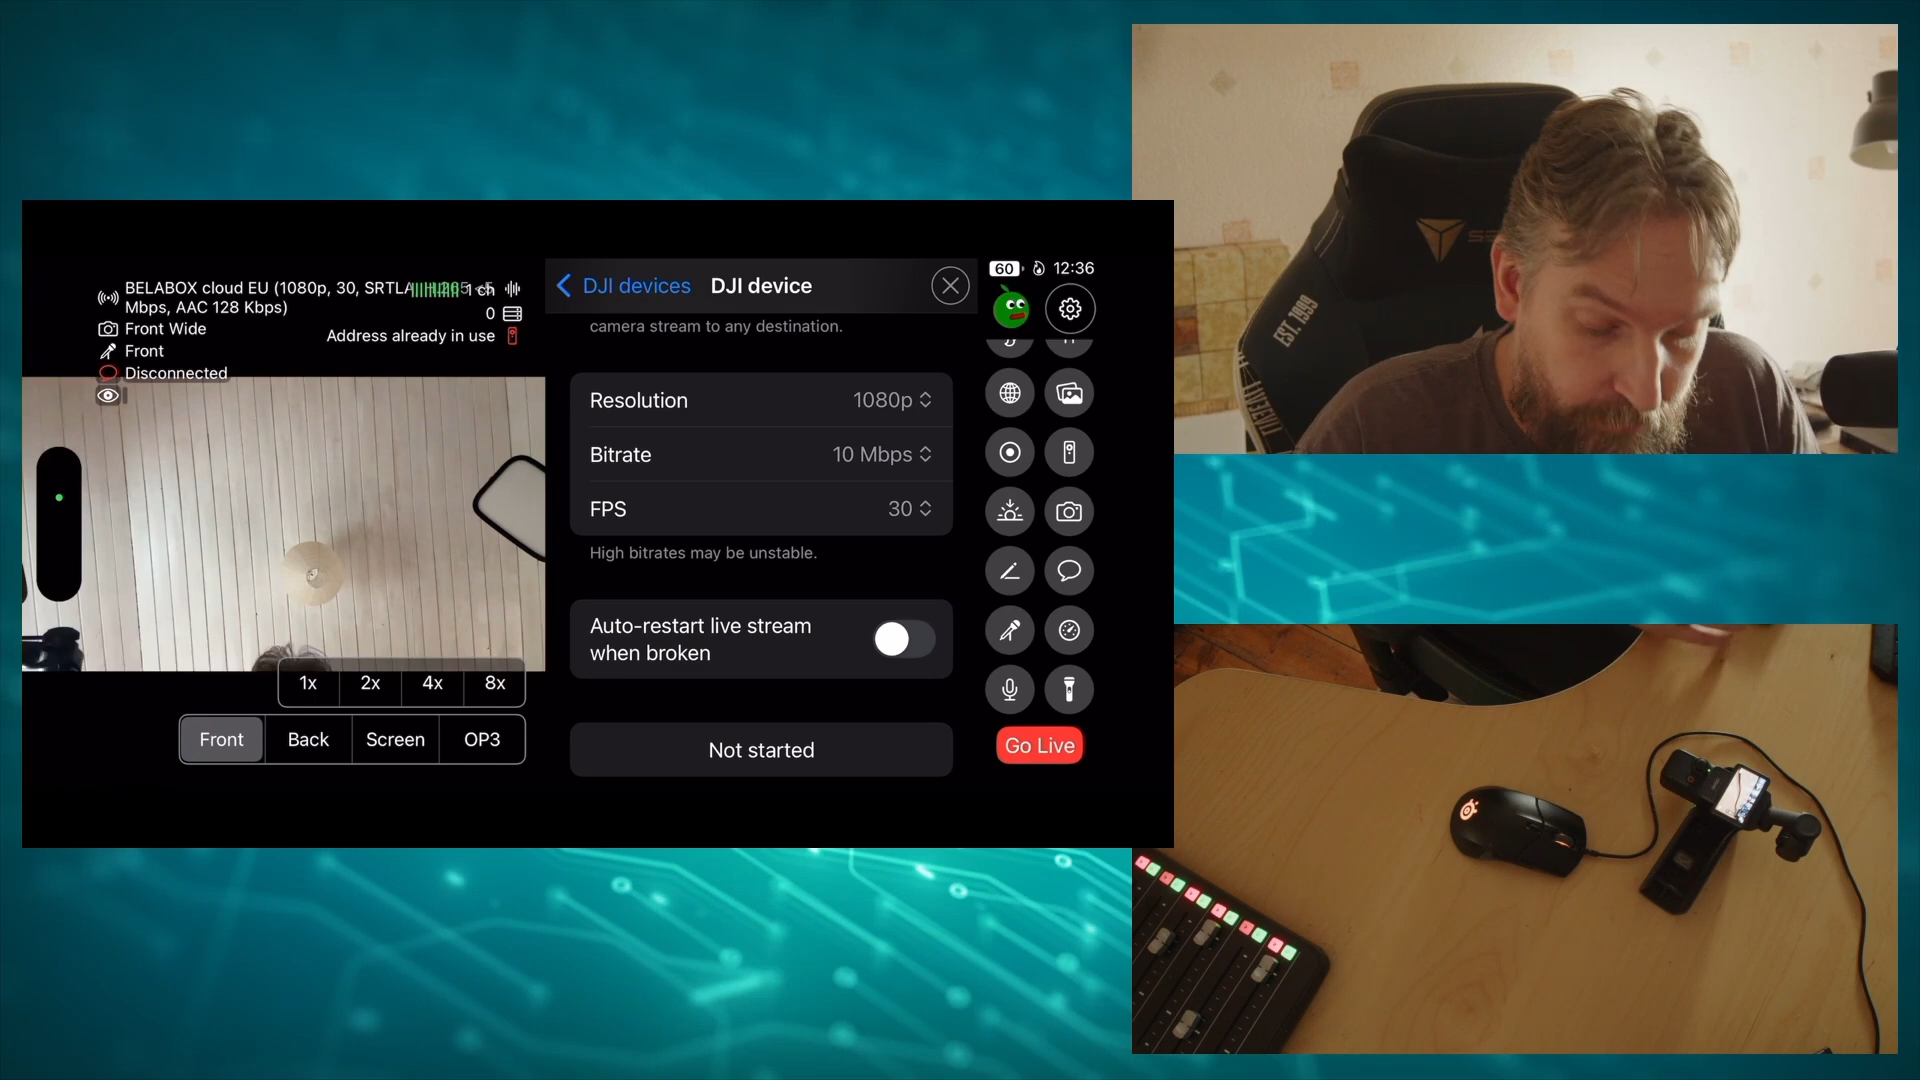 BELABOX cloud EU (1080p, 30, SRTLA
1 ch
Mbps, AAC 128 Kbps)
0
Front Wide
Address already in use
Front
Disconnected
1x 2x 4x 8x
Front Back Screen OP3
DJI devices DJI device
camera stream to any destination.
Resolution 1080p
Bitrate 10 Mbps
FPS 30
High bitrates may be unstable.
Auto-restart live stream
when broken
Not started
60 12:36
Go Live
EST. 1999